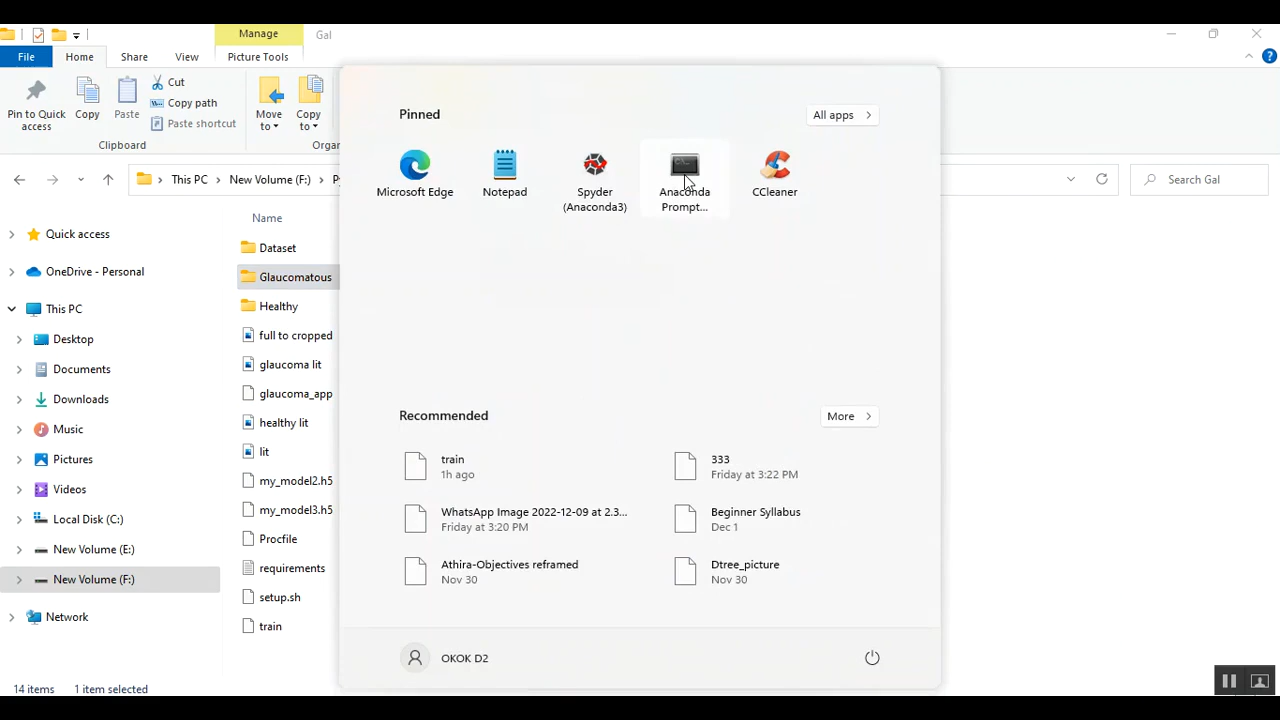 Manage
Gal
File
Home
Share
View
Picture Tools
Pin to Quick
access
Copy
Paste
Cut
Copy path
Paste shortcut
Move
to
Copy
to
Clipboard
Organ
This PC
New Volume (F:)
Search Gal
Quick access
OneDrive - Personal
This PC
Desktop
Documents
Downloads
Music
Pictures
Videos
Local Disk (C:)
New Volume (E:)
New Volume (F:)
Network
Name
Dataset
Glaucomatous
Healthy
full to cropped
glaucoma lit
glaucoma_app
healthy lit
lit
my_model2.h5
my_model3.h5
Procfile
requirements
setup.sh
train
Pinned
All apps
Microsoft Edge
Notepad
Spyder
(Anaconda3)
Anaconda
Prompt...
CCleaner
Recommended
More
train
1h ago
333
Friday at 3:22 PM
WhatsApp Image 2022-12-09 at 2.3...
Friday at 3:20 PM
Beginner Syllabus
Dec 1
Athira-Objectives reframed
Nov 30
Dtree_picture
Nov 30
OKOK D2
14 items
1 item selected